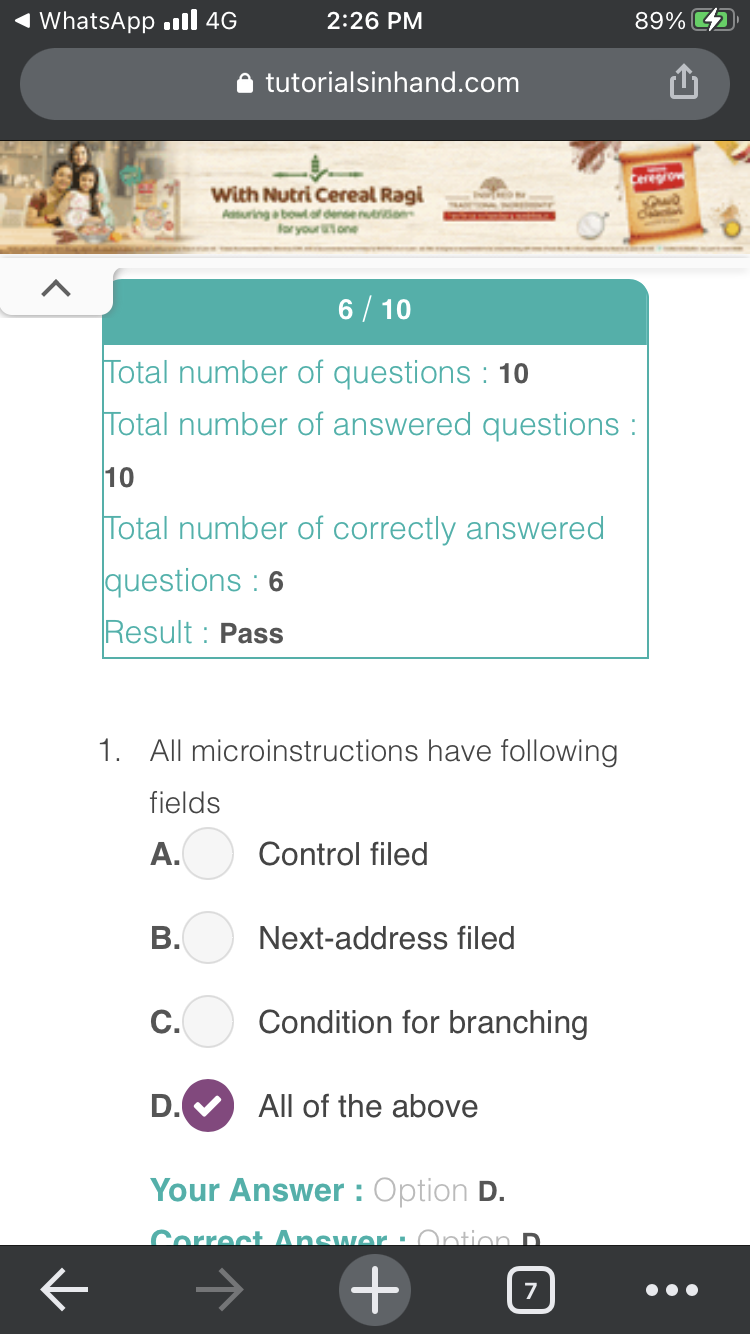 WhatsApp 4G 2:26 PM 89%
tutorialsinhand.com
With Nutri Cereal Ragi
Assuring a bowl of dense nutrition
for your li'l one
Ceregrow
6 / 10
Total number of questions : 10
Total number of answered questions :
10
Total number of correctly answered
questions : 6
Result : Pass
1. All microinstructions have following
fields
A. Control filed
B. Next-address filed
C. Condition for branching
D. All of the above
Your Answer : Option D.
Correct Answer : Option D
7